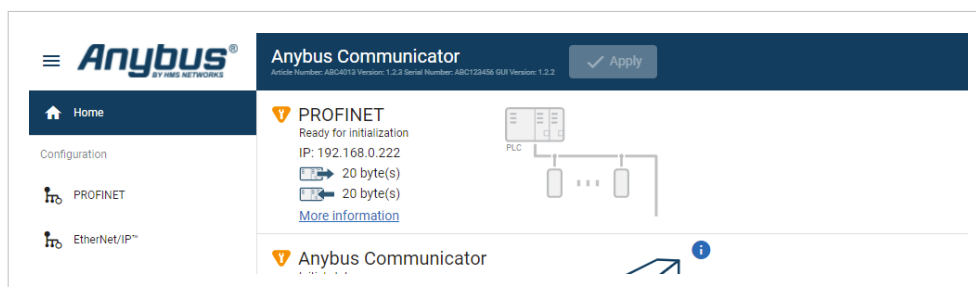 Anybus®
BY HMS NETWORKS
Anybus Communicator
Article Number: ABC4013 Version: 1.2.3 Serial Number: ABC123456 GUI Version: 1.2.2
Apply
Home
Configuration
PROFINET
EtherNet/IP™
PROFINET
Ready for initialization
IP: 192.168.0.222
20 byte(s)
20 byte(s)
More information
PLC
Anybus Communicator